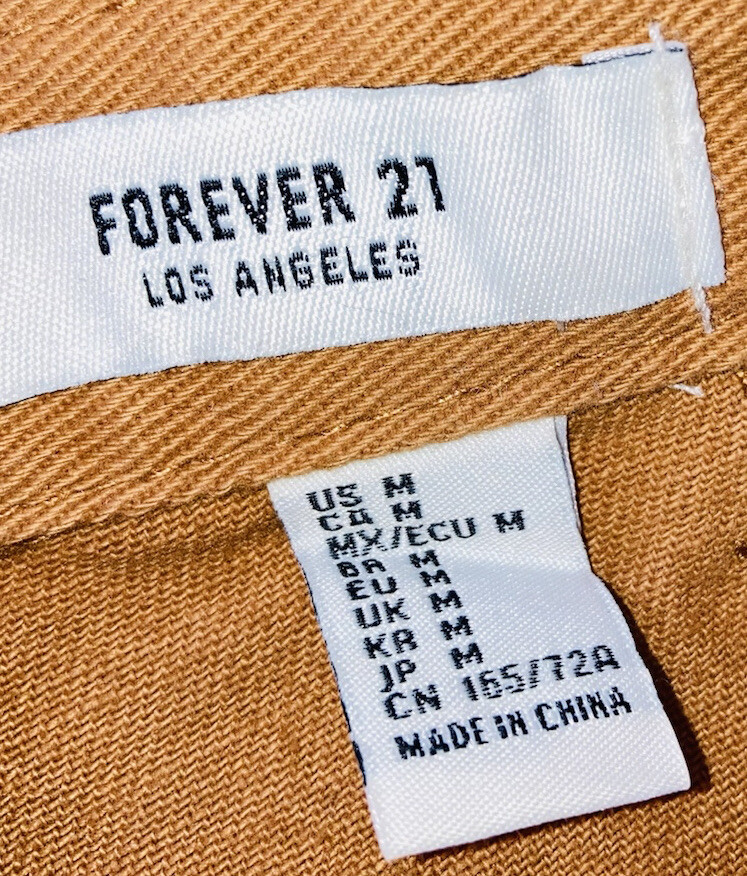 FOREVER 21
LOS ANGELES
US M
CA M
MX/ECU M
BR M
EU M
UK M
KR M
JP M
CN 165/72A
MADE IN CHINA